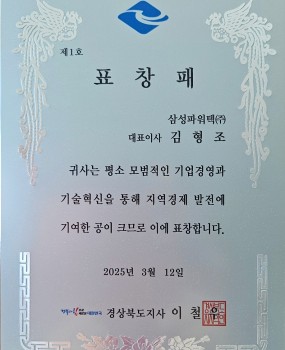 제1호
표 창 패
삼성파워텍㈜
대표이사 김 형 조
귀사는 평소 모범적인 기업경영과
기술혁신을 통해 지역경제 발전에
기여한 공이 크므로 이에 표창합니다.
2025년 3월 12일
경상북도지사 이 철 우